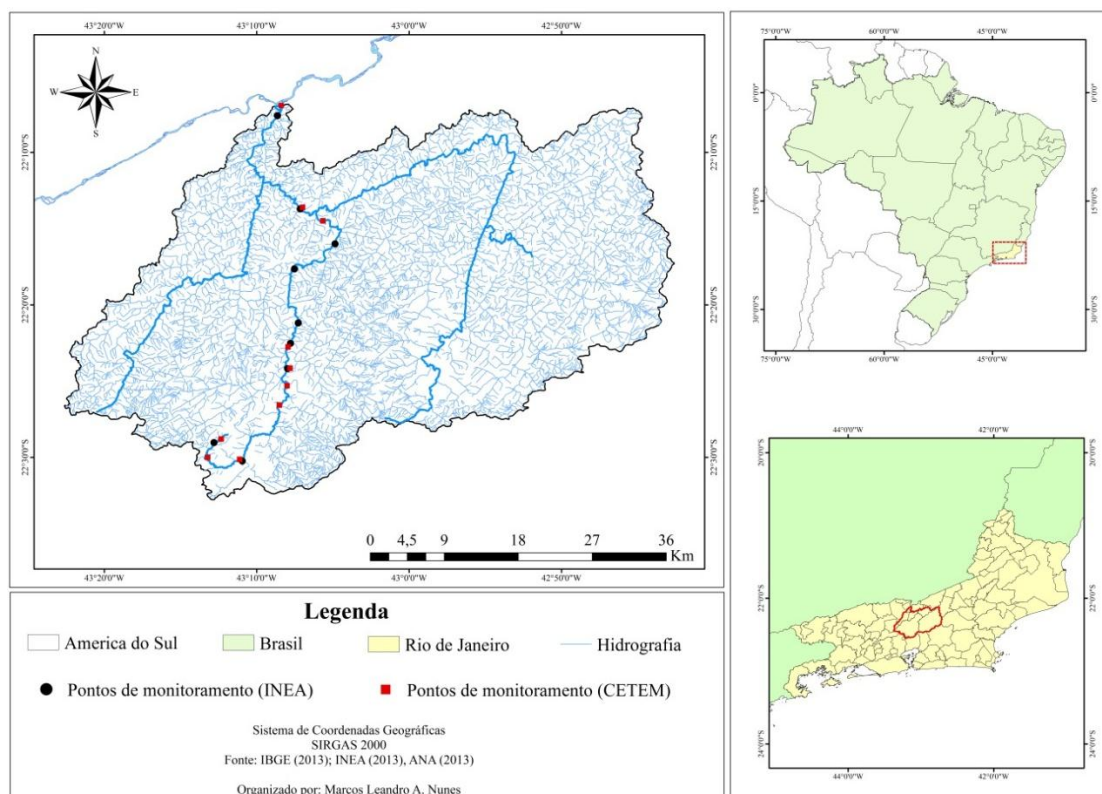 43°20'0"W 43°10'0"W 43°0'0"W 42°50'0"W
N
W E
S
22°10'0"S 22°10'0"S
22°20'0"S 22°20'0"S
22°30'0"S 22°30'0"S
0 4,5 9 18 27 36
Km
43°20'0"W 43°10'0"W 43°0'0"W 42°50'0"W
75°0'0"W 60°0'0"W 45°0'0"W
0°0'0" 0°0'0"
15°0'0"S 15°0'0"S
30°0'0"S 30°0'0"S
75°0'0"W 60°0'0"W 45°0'0"W
44°0'0"W 42°0'0"W
20°0'0"S 20°0'0"S
22°0'0"S 22°0'0"S
24°0'0"S 24°0'0"S
44°0'0"W 42°0'0"W
Legenda
America do Sul Brasil Rio de Janeiro Hidrografia
Pontos de monitoramento (INEA) Pontos de monitoramento (CETEM)
Sistema de Coordenadas Geográficas
SIRGAS 2000
Fonte: IBGE (2013); INEA (2013), ANA (2013)
Organizado por: Marcos Leandro A. Nunes